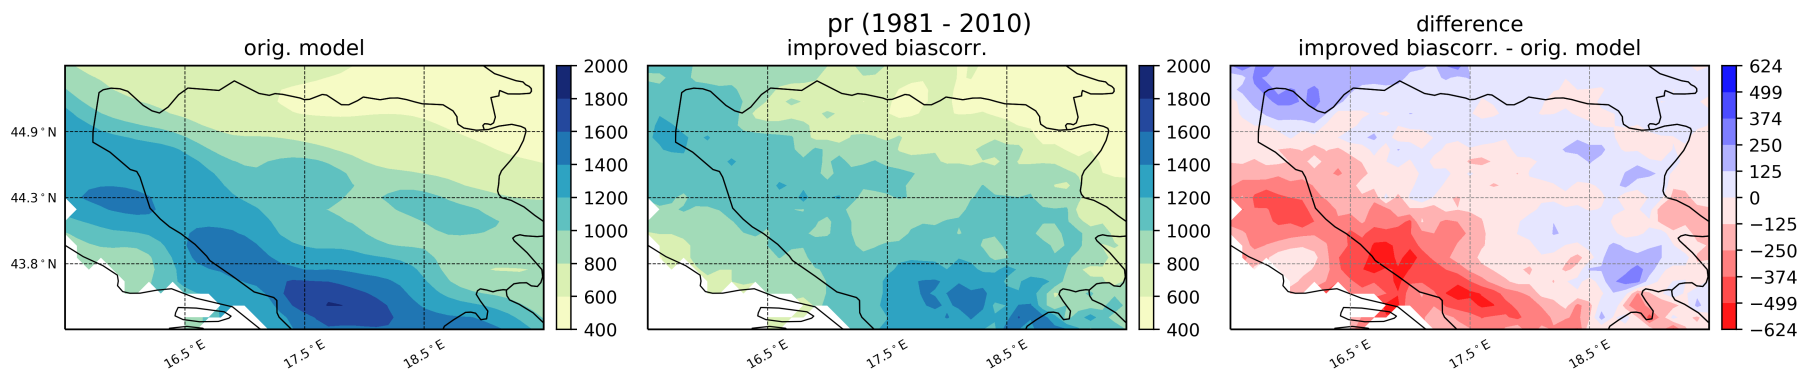 pr (1981 - 2010)
orig. model
improved biascorr.
difference
improved biascorr. - orig. model
44.9°N
44.3°N
43.8°N
16.5°E
17.5°E
18.5°E
2000
1800
1600
1400
1200
1000
800
600
400
16.5°E
17.5°E
18.5°E
2000
1800
1600
1400
1200
1000
800
600
400
16.5°E
17.5°E
18.5°E
624
499
374
250
125
0
−125
−250
−374
−499
−624